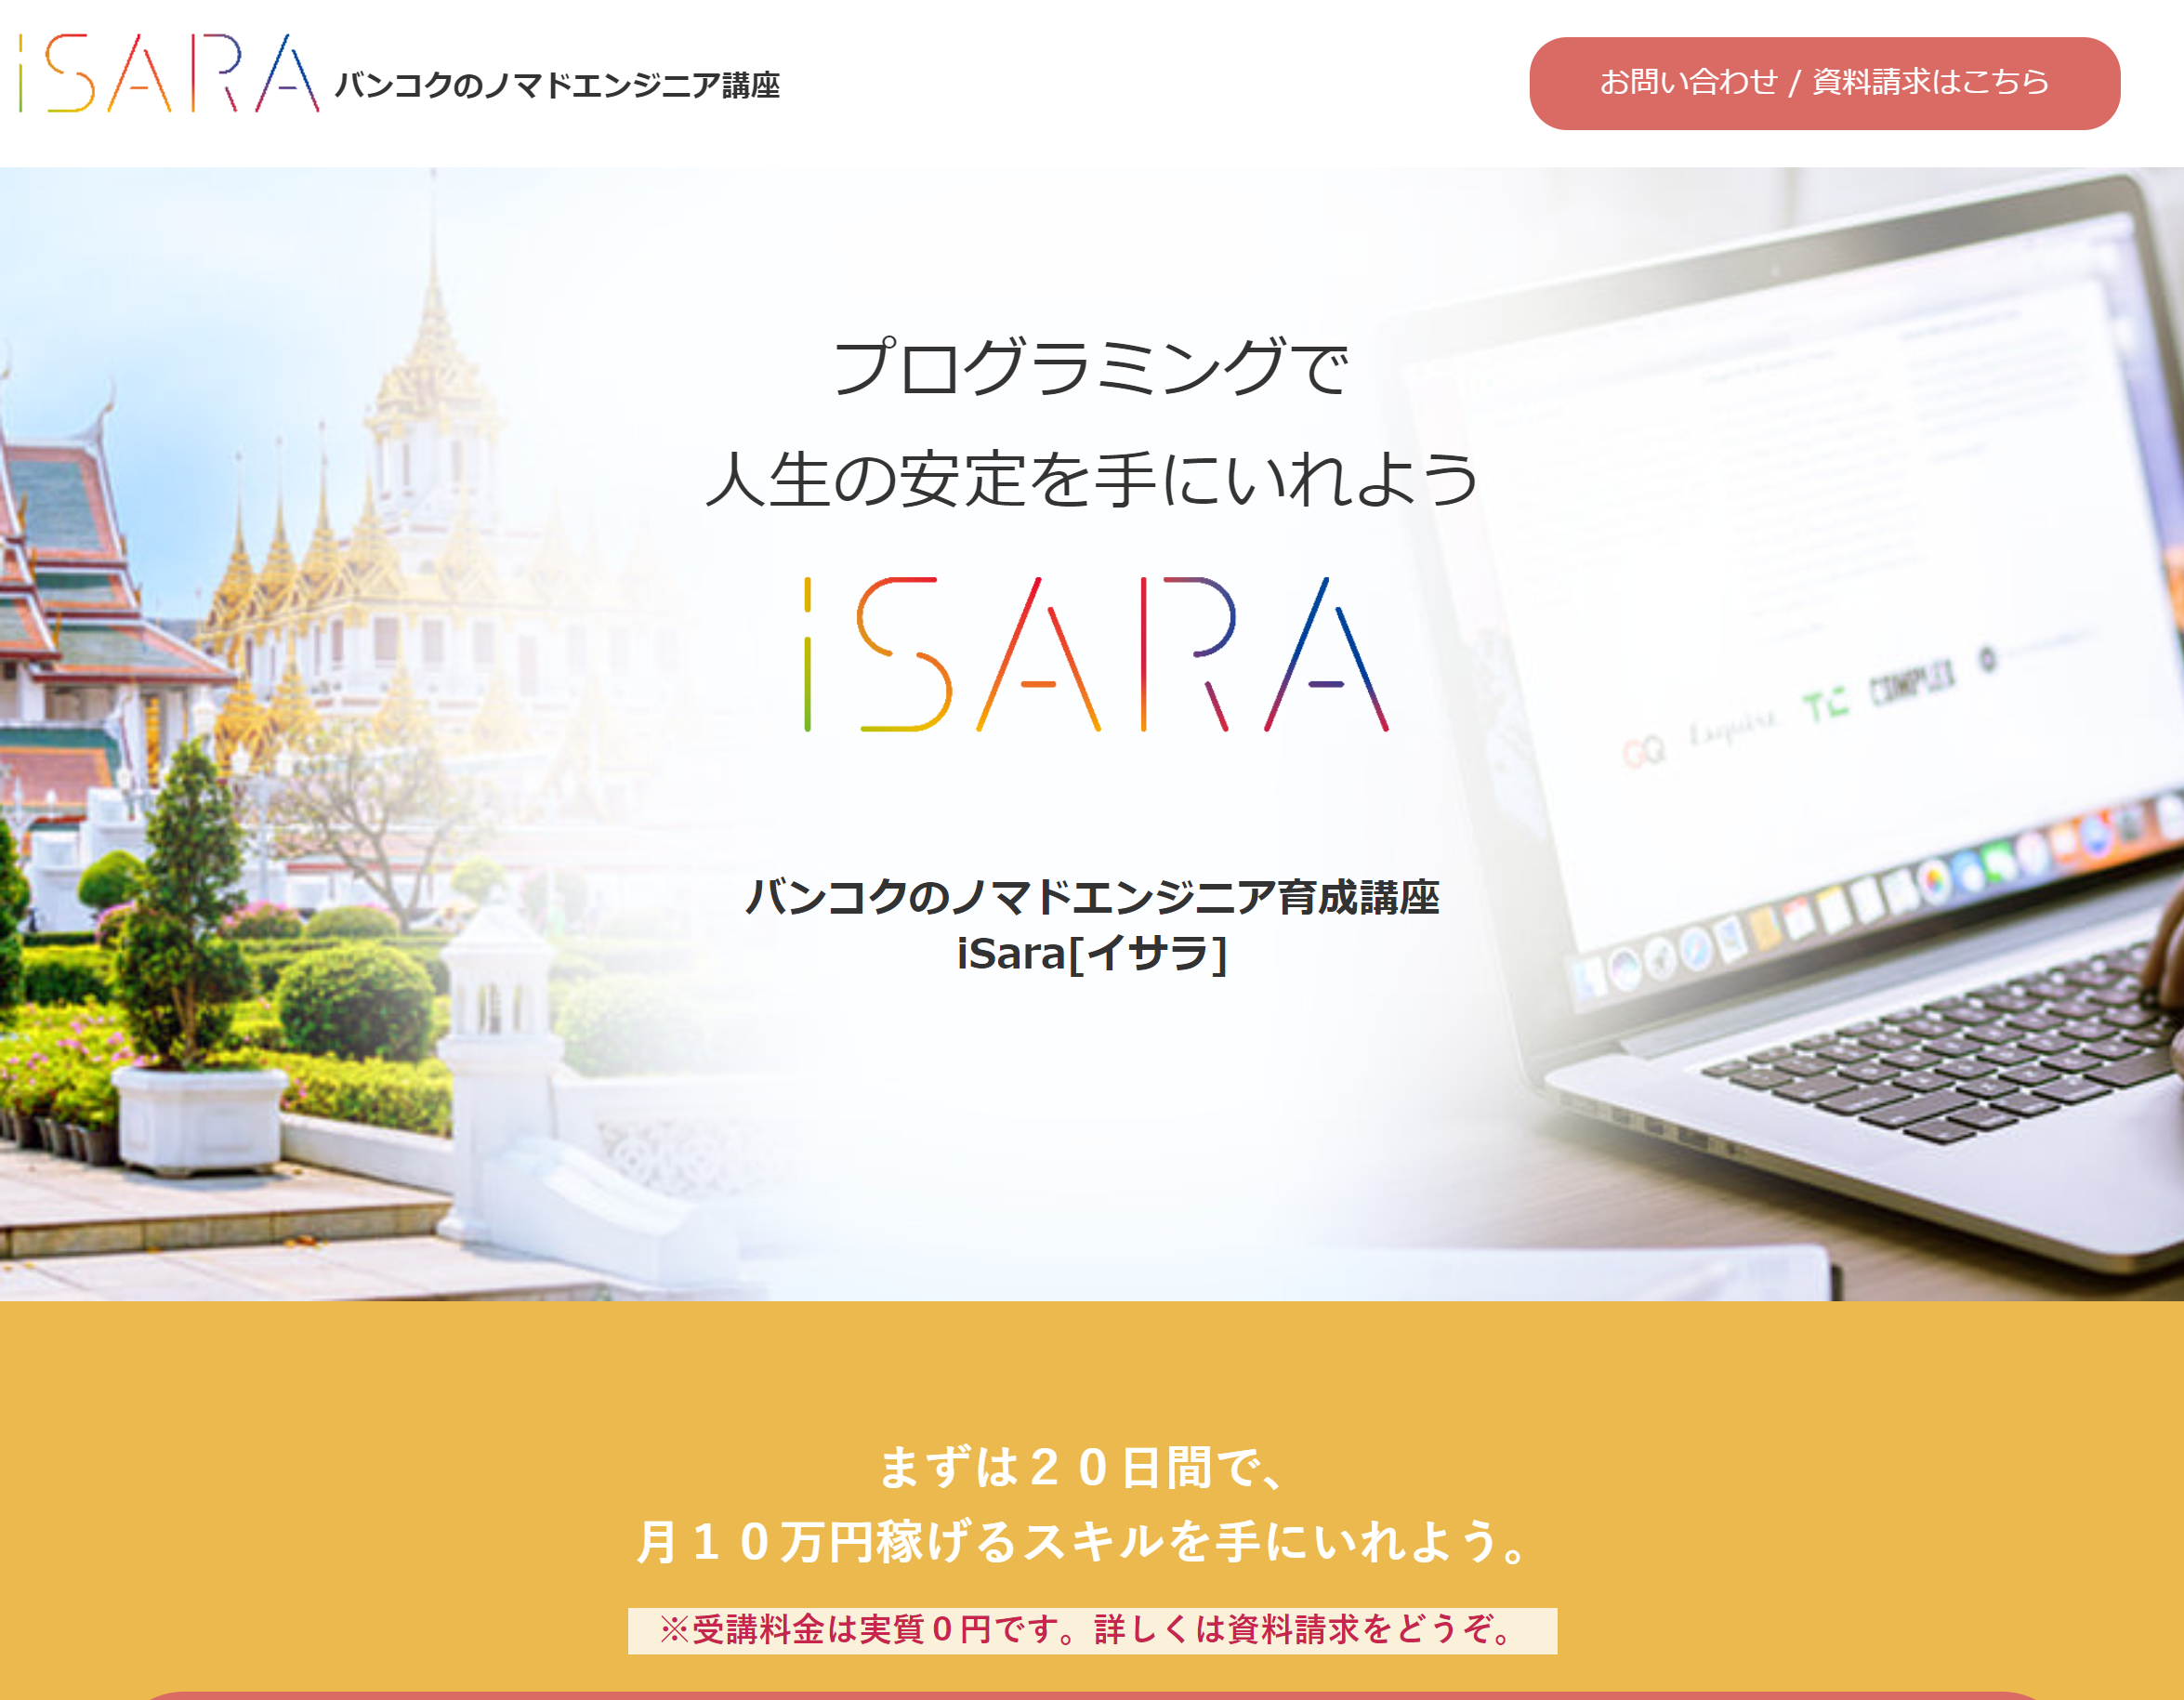 iSARA バンコクのノマドエンジニア講座
お問い合わせ / 資料請求はこちら
プログラミングで
人生の安定を手にいれよう
iSARA
GQ Esquire TC COMPLEX
バンコクのノマドエンジニア育成講座
iSara[イサラ]
まずは２０日間で、
月１０万円稼げるスキルを手にいれよう。
※受講料金は実質０円です。詳しくは資料請求をどうぞ。